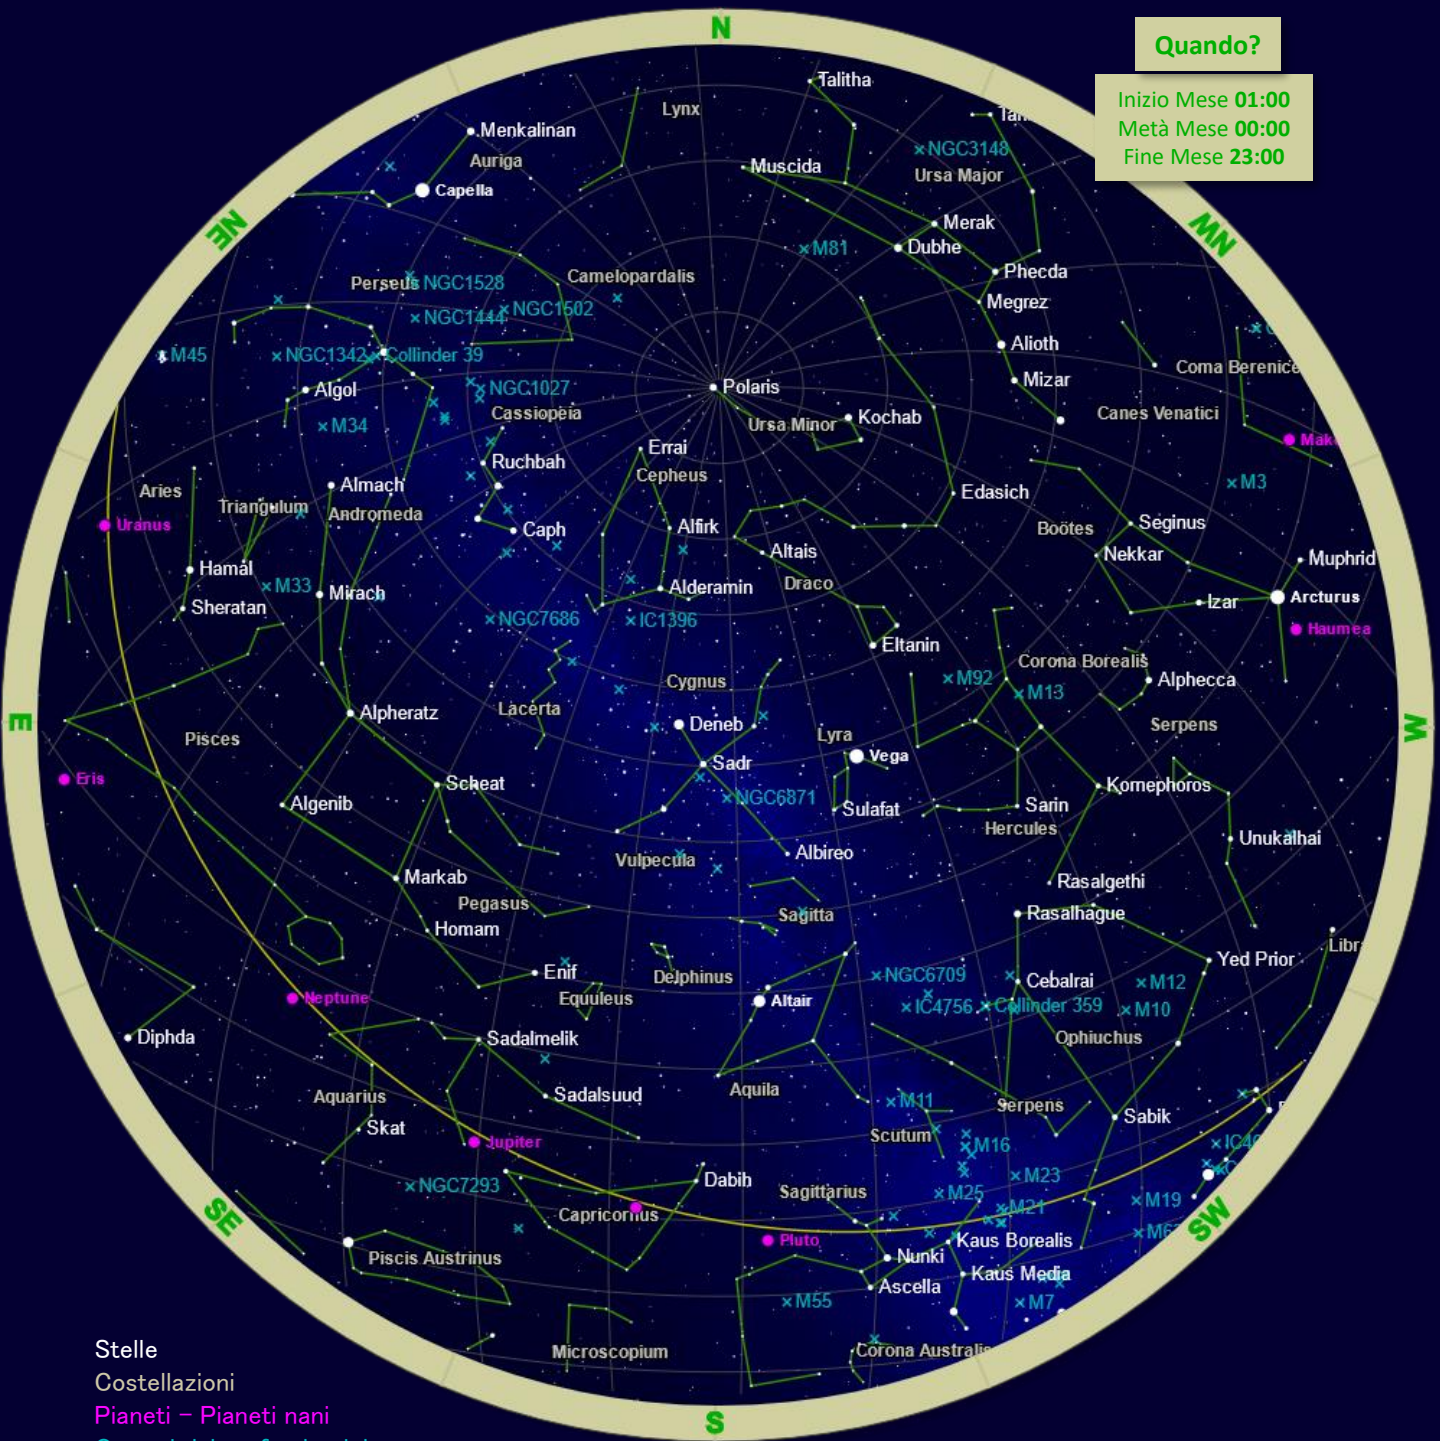 N
Quando?
Inizio Mese 01:00
Metà Mese 00:00
Fine Mese 23:00
Talitha
Lynx
Menkalinan
NGC3148
Auriga
Muscida
Ursa Major
Capella
NE
NW
Merak
Dubhe
M81
Phecda
Camelopardalis
Perseus
NGC1528
Megrez
NGC1502
NGC1444
Alioth
M45
NGC1342
Collinder 39
Coma Berenice
Mizar
Polaris
NGC1027
Algol
Cassiopeia
Canes Venatici
Kochab
Ursa Minor
M34
Mak
Errai
Ruchbah
Cepheus
M3
Almach
Aries
Edasich
Triangulum
Andromeda
Uranus
Alfirk
Seginus
Boötes
Caph
Altais
Nekkar
Muphrid
Hamal
Draco
M33
Mirach
Alderamin
Arcturus
Izar
Sheratan
NGC7686
IC1396
Haumea
Eltanin
Corona Borealis
M92
Alphecca
Cygnus
M13
Lacerta
Alpheratz
E
Deneb
Serpens
W
Lyra
Pisces
Vega
Sadr
Eris
Scheat
Kornephoros
NGC6871
Algenib
Sulafat
Sarin
Hercules
Unukalhai
Albireo
Vulpecula
Markab
Rasalgethi
Pegasus
Sagitta
Rasalhague
Homam
Libr
Yed Prior
Enif
Delphinus
NGC6709
Cebalrai
M12
Neptune
Equuleus
Altair
IC4756
Collinder 359
M10
Diphda
Sadalmelik
Ophiuchus
Aquila
Aquarius
Sadalsuud
M11
Serpens
Sabik
Skat
Scutum
Jupiter
M16
M23
Dabih
NGC7293
Sagittarius
M25
M19
M21
SE
Capricornus
SW
Pluto
Kaus Borealis
Piscis Austrinus
Nunki
Kaus Media
Ascella
M55
M7
Stelle
Microscopium
Corona Australis
Costellazioni
Pianeti – Pianeti nani
S